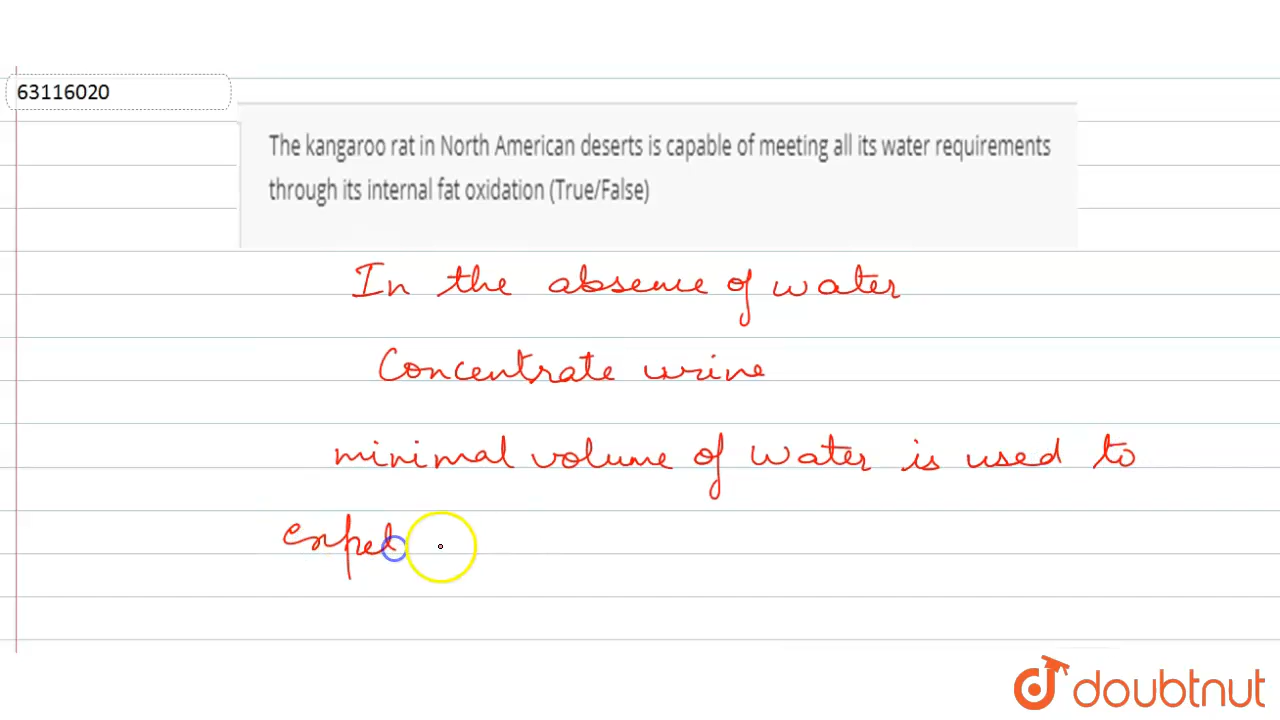 63116020
The kangaroo rat in North American deserts is capable of meeting all its water requirements
through its internal fat oxidation (True/False)
In the absence of water
Concentrate urine
minimal volume of water is used to
expel
doubtnut